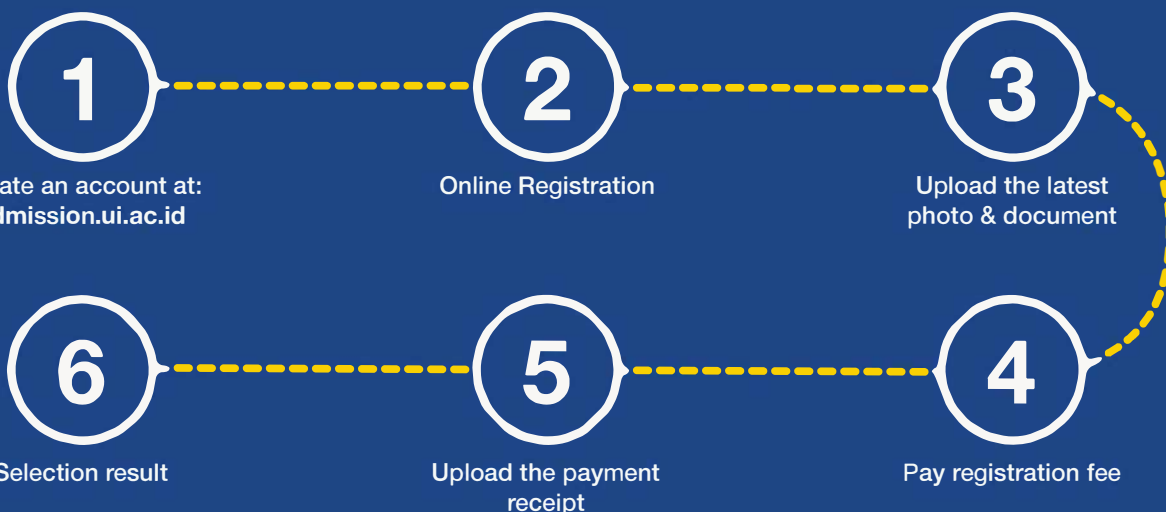 1
2
3
ate an account at:
dmission.ui.ac.id
Online Registration
Upload the latest
photo & document
6
5
4
Selection result
Upload the payment
receipt
Pay registration fee